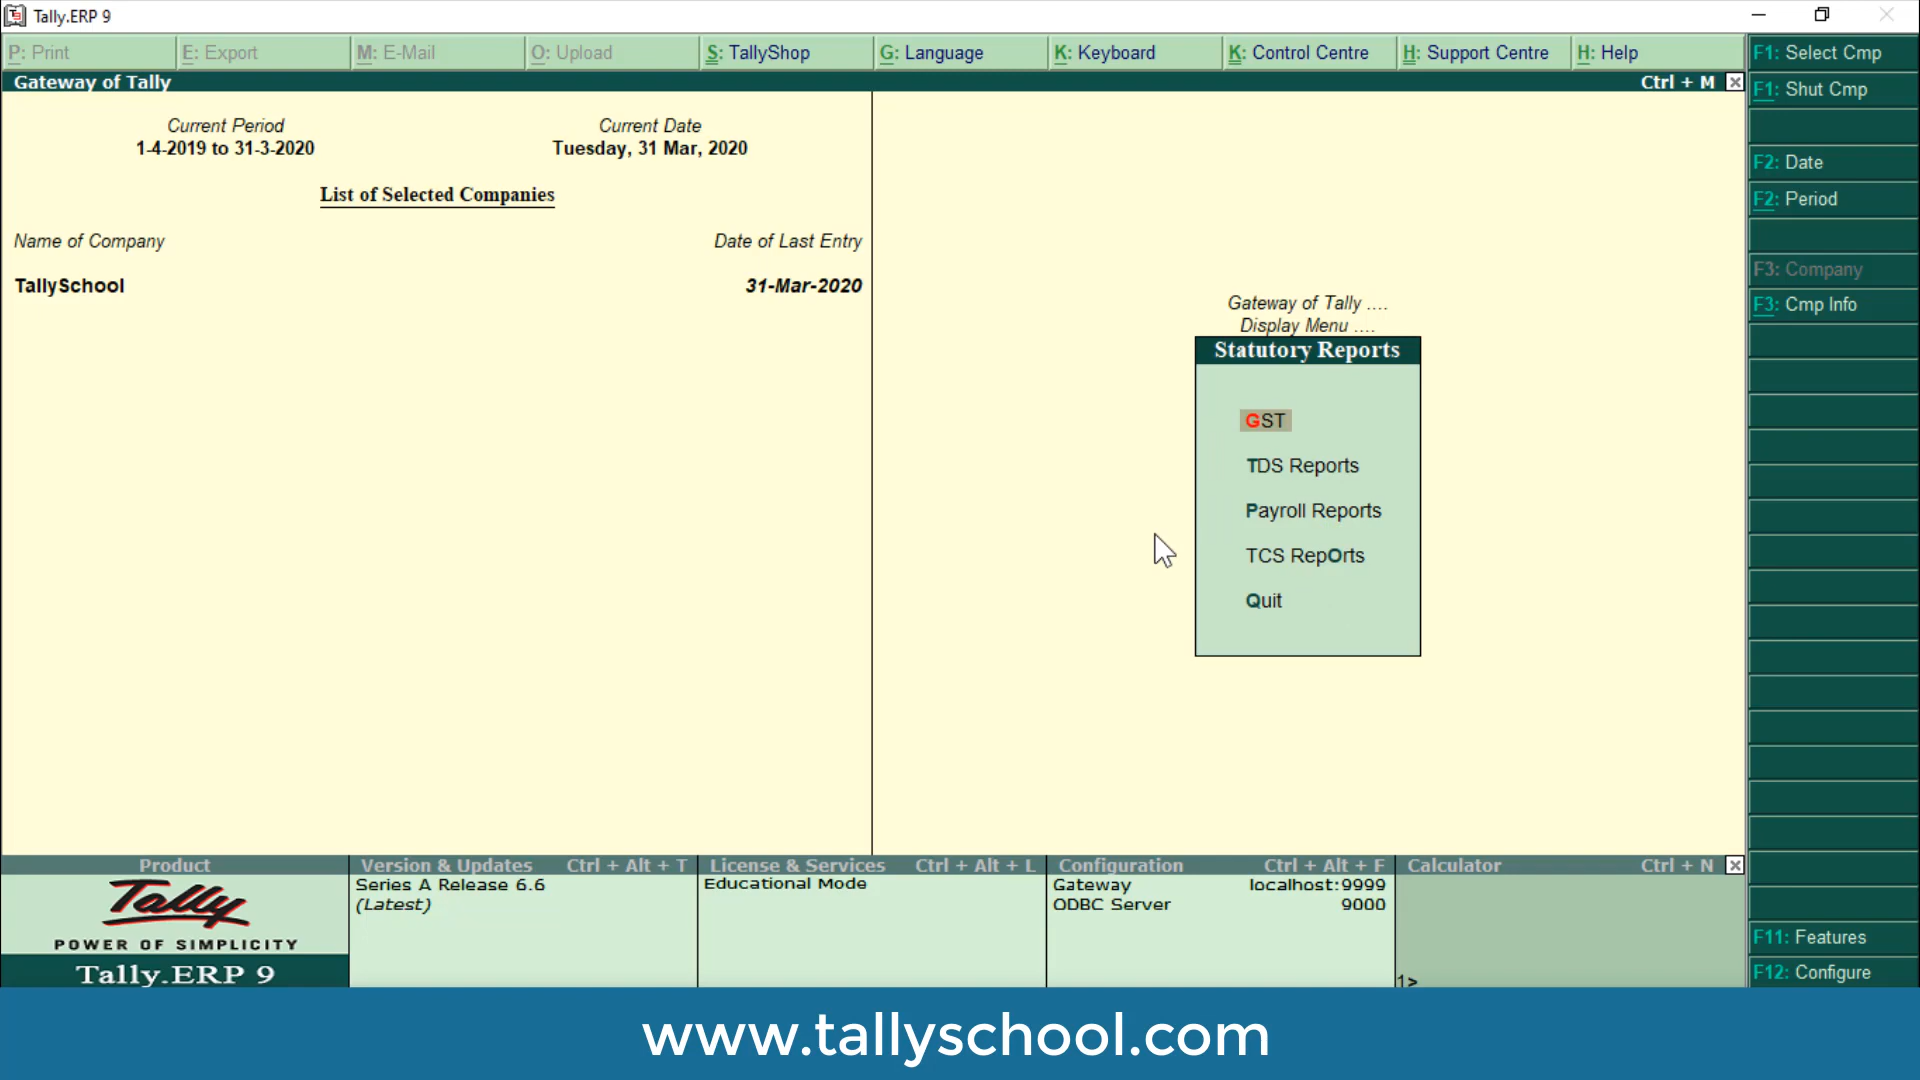 Tally.ERP 9
P: Print
E: Export
M: E-Mail
O: Upload
S: TallyShop
G: Language
K: Keyboard
K: Control Centre
H: Support Centre
H: Help
Gateway of Tally
Ctrl + M
Current Period
1-4-2019 to 31-3-2020
Current Date
Tuesday, 31 Mar, 2020
List of Selected Companies
Name of Company
Date of Last Entry
TallySchool
31-Mar-2020
Gateway of Tally ....
Display Menu ....
Statutory Reports
GST
TDS Reports
Payroll Reports
TCS RepOrts
Quit
F1: Select Cmp
F1: Shut Cmp
F2: Date
F2: Period
F3: Company
F3: Cmp Info
F11: Features
F12: Configure
Product
Tally
POWER OF SIMPLICITY
Tally.ERP 9
Version & Updates Ctrl + Alt + T
Series A Release 6.6
(Latest)
License & Services Ctrl + Alt + L
Educational Mode
Configuration Ctrl + Alt + F
Gateway localhost:9999
ODBC Server 9000
Calculator Ctrl + N
1>
www.tallyschool.com